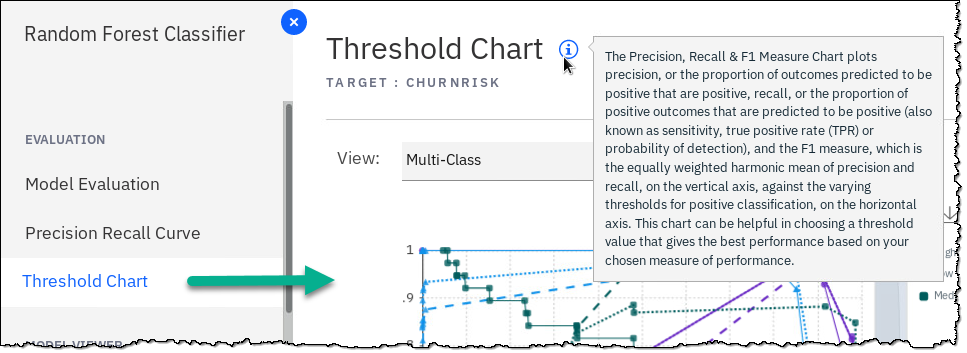 Random Forest Classifier
EVALUATION
Model Evaluation
Precision Recall Curve
Threshold Chart
MODEL VIEWER
Threshold Chart
TARGET : CHURNRISK
View:
Multi-Class
The Precision, Recall & F1 Measure Chart plots
precision, or the proportion of outcomes predicted to be
positive that are positive, recall, or the proportion of
positive outcomes that are predicted to be positive (also
known as sensitivity, true positive rate (TPR) or
probability of detection), and the F1 measure, which is
the equally weighted harmonic mean of precision and
recall, on the vertical axis, against the varying
thresholds for positive classification, on the horizontal
axis. This chart can be helpful in choosing a threshold
value that gives the best performance based on your
chosen measure of performance.
1
.9